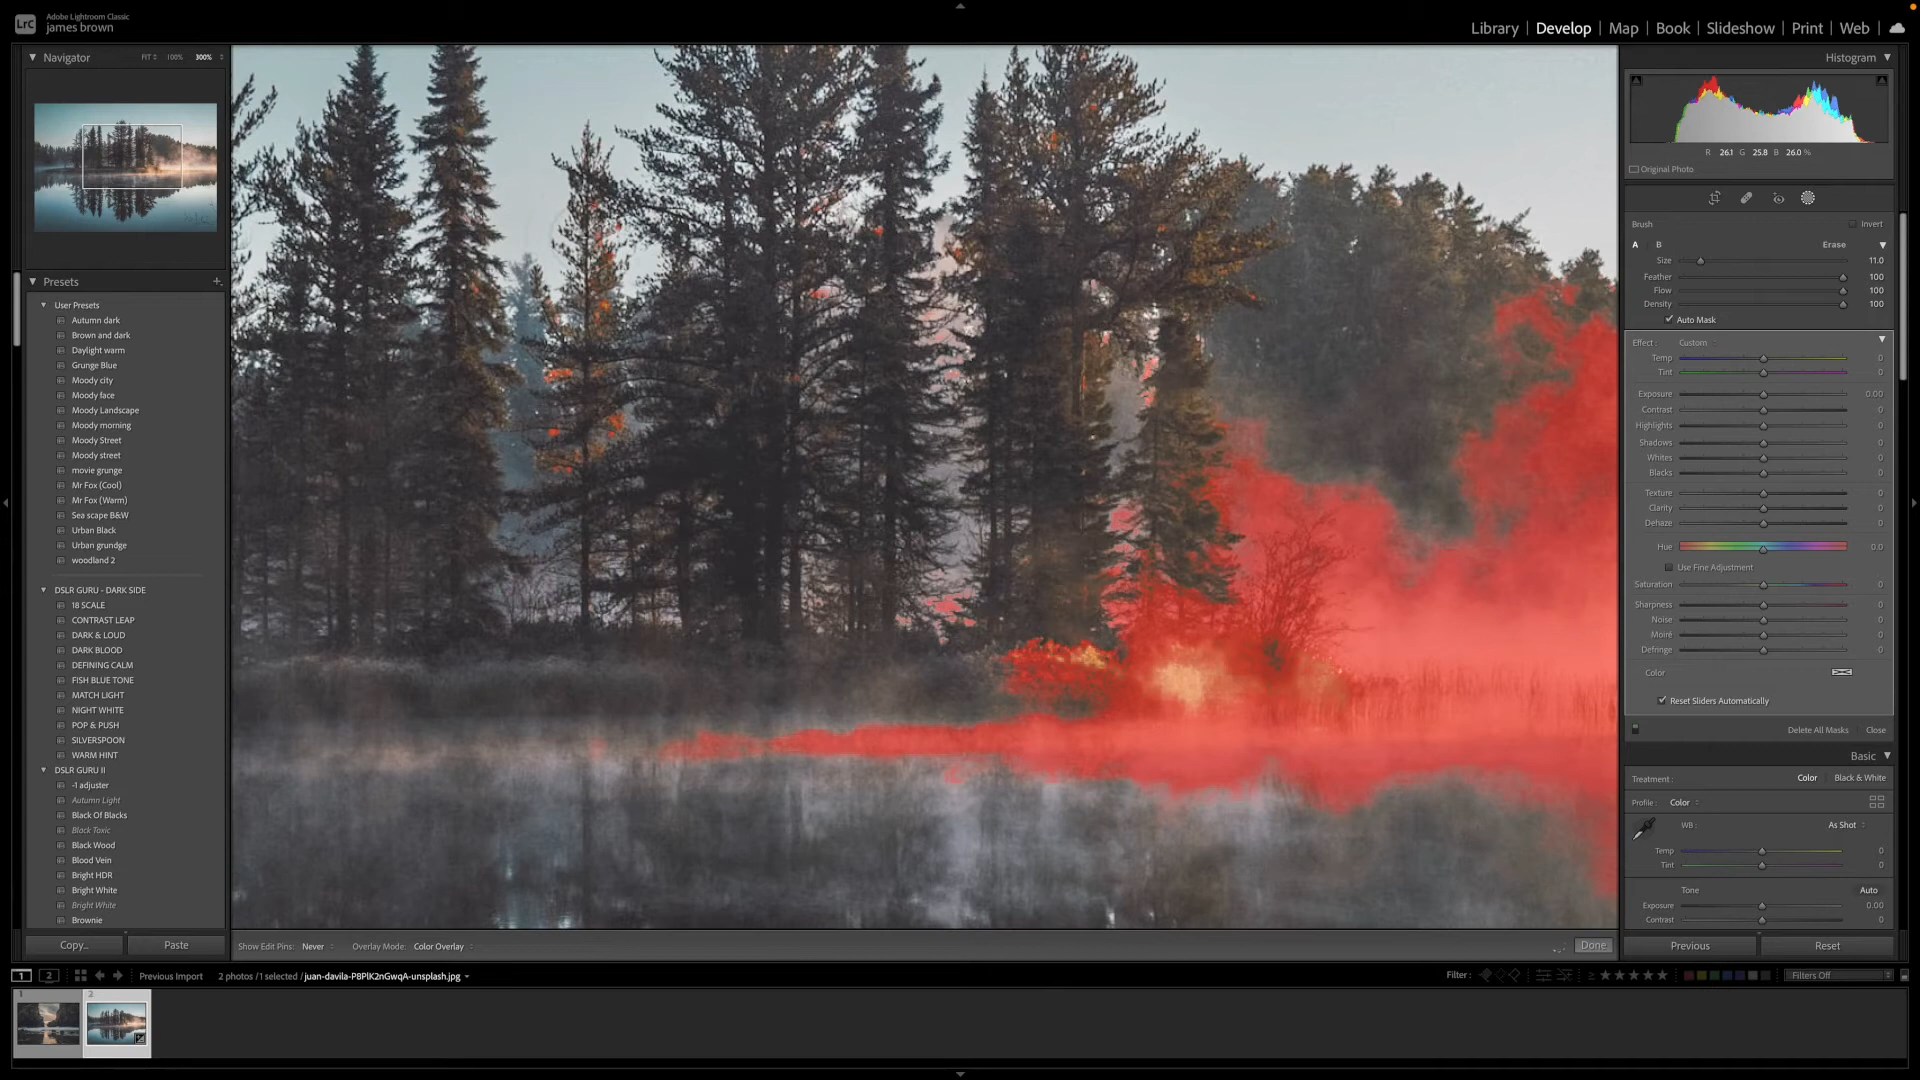 Lrc
Adobe Lightroom Classic
james brown
Library
Develop
Map
Book
Slideshow
Print
Web
Navigator
FIT
100%
300%
Presets
User Presets
Autumn dark
Brown and dark
Daylight warm
Grunge Blue
Moody city
Moody face
Moody Landscape
Moody morning
Moody Street
Moody street
movie grunge
Mr Fox (Cool)
Mr Fox (Warm)
Sea scape B&W
Urban Black
Urban grundge
woodland 2
DSLR GURU - DARK SIDE
18 SCALE
CONTRAST LEAP
DARK & LOUD
DARK BLOOD
DEFINING CALM
FISH BLUE TONE
MATCH LIGHT
NIGHT WHITE
POP & PUSH
SILVERSPOON
WARM HINT
DSLR GURU II
-1 adjuster
Autumn Light
Black Of Blacks
Black Toxic
Black Wood
Blood Vein
Bright HDR
Bright White
Bright White
Brownie
Copy...
Paste
Show Edit Pins: Never
Overlay Mode: Color Overlay
Done
Histogram
R 26.1 G 25.8 B 26.0 %
Original Photo
Brush
Invert
A B Erase
Size 11.0
Feather 100
Flow 100
Density 100
Auto Mask
Effect: Custom
Temp 0
Tint 0
Exposure 0.00
Contrast 0
Highlights 0
Shadows 0
Whites 0
Blacks 0
Texture 0
Clarity 0
Dehaze 0
Hue 0.0
Use Fine Adjustment
Saturation 0
Sharpness 0
Noise 0
Moiré 0
Defringe 0
Color
Reset Sliders Automatically
Delete All Masks Close
Basic
Treatment: Color Black & White
Profile: Color
WB: As Shot
Temp 0
Tint 0
Tone Auto
Exposure 0.00
Contrast 0
Previous
Reset
1 2
Previous Import
2 photos /1 selected /juan-davila-P8PlK2nGwqA-unsplash.jpg
Filter:
≥ ★★★★★
Filters Off
1
2